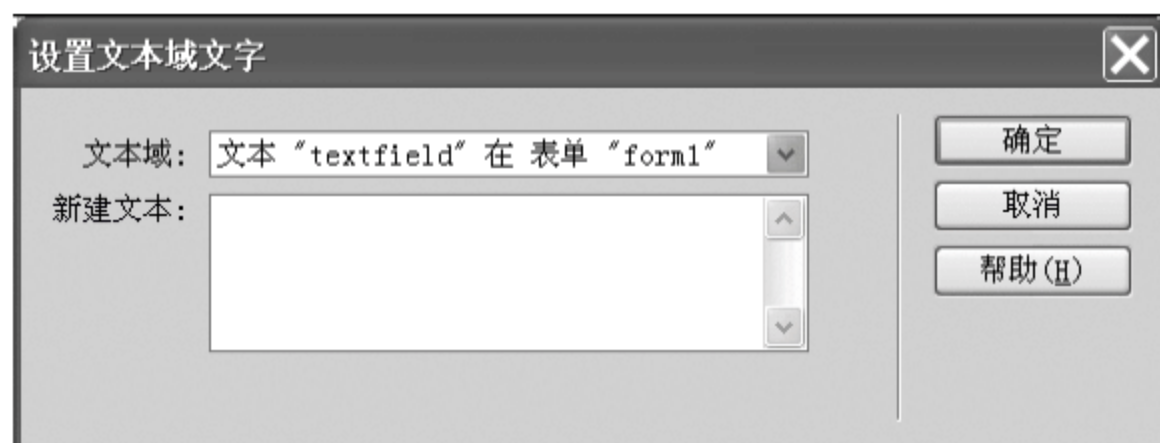 设置文本域文字
文本域: 文本 "textfield" 在 表单 "form1"
新建文本:
确定
取消
帮助(H)